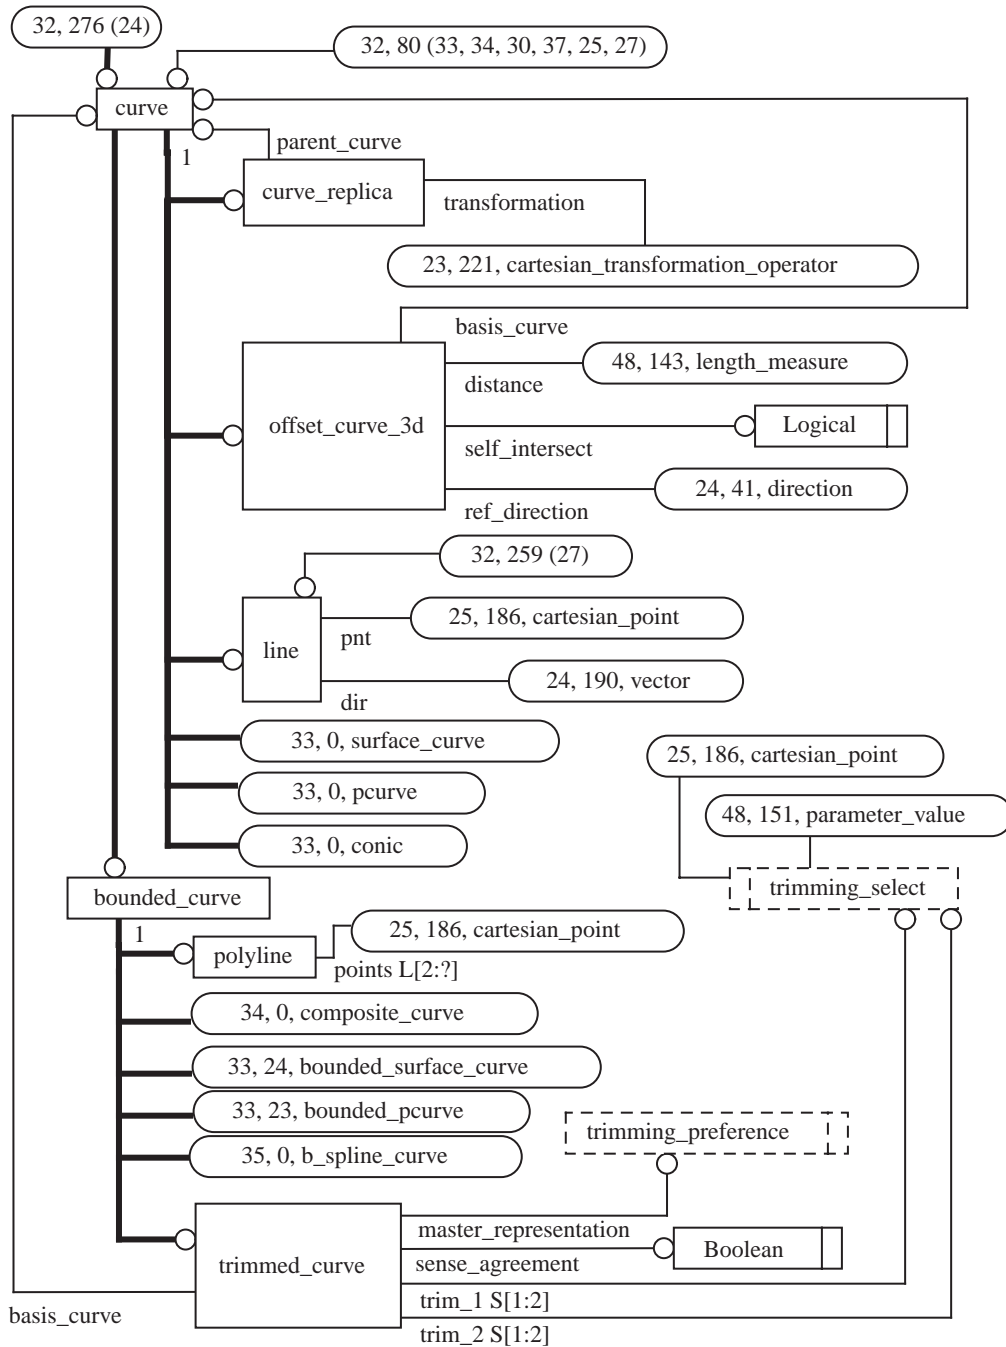 32, 276 (24)
32, 80 (33, 34, 30, 37, 25, 27)
curve
1
parent_curve
curve_replica
transformation
23, 221, cartesian_transformation_operator
basis_curve
48, 143, length_measure
distance
offset_curve_3d
Logical
self_intersect
24, 41, direction
ref_direction
32, 259 (27)
25, 186, cartesian_point
pnt
line
24, 190, vector
dir
33, 0, surface_curve
25, 186, cartesian_point
33, 0, pcurve
48, 151, parameter_value
33, 0, conic
trimming_select
bounded_curve
1
25, 186, cartesian_point
polyline
points L[2:?]
34, 0, composite_curve
33, 24, bounded_surface_curve
33, 23, bounded_pcurve
trimming_preference
35, 0, b_spline_curve
master_representation
Boolean
trimmed_curve
sense_agreement
trim_1 S[1:2]
basis_curve
trim_2 S[1:2]